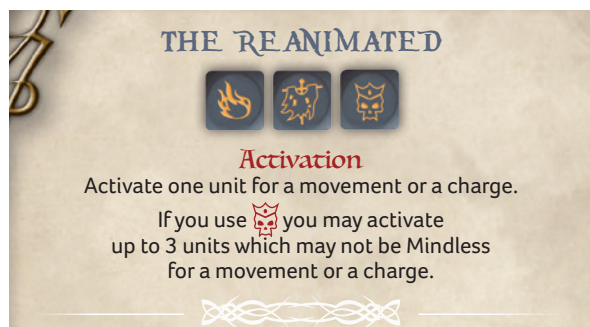 THE REANIMATED
Activation
Activate one unit for a movement or a charge.
If you use you may activate
up to 3 units which may not be Mindless
for a movement or a charge.